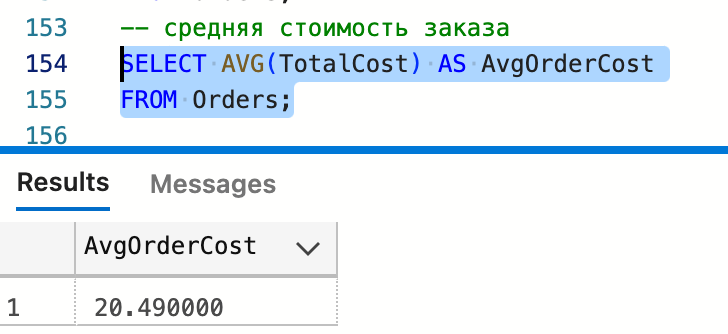 153 -- средняя стоимость заказа
154 SELECT AVG(TotalCost) AS AvgOrderCost
155 FROM Orders;
156
Results Messages
AvgOrderCost
1 20.490000